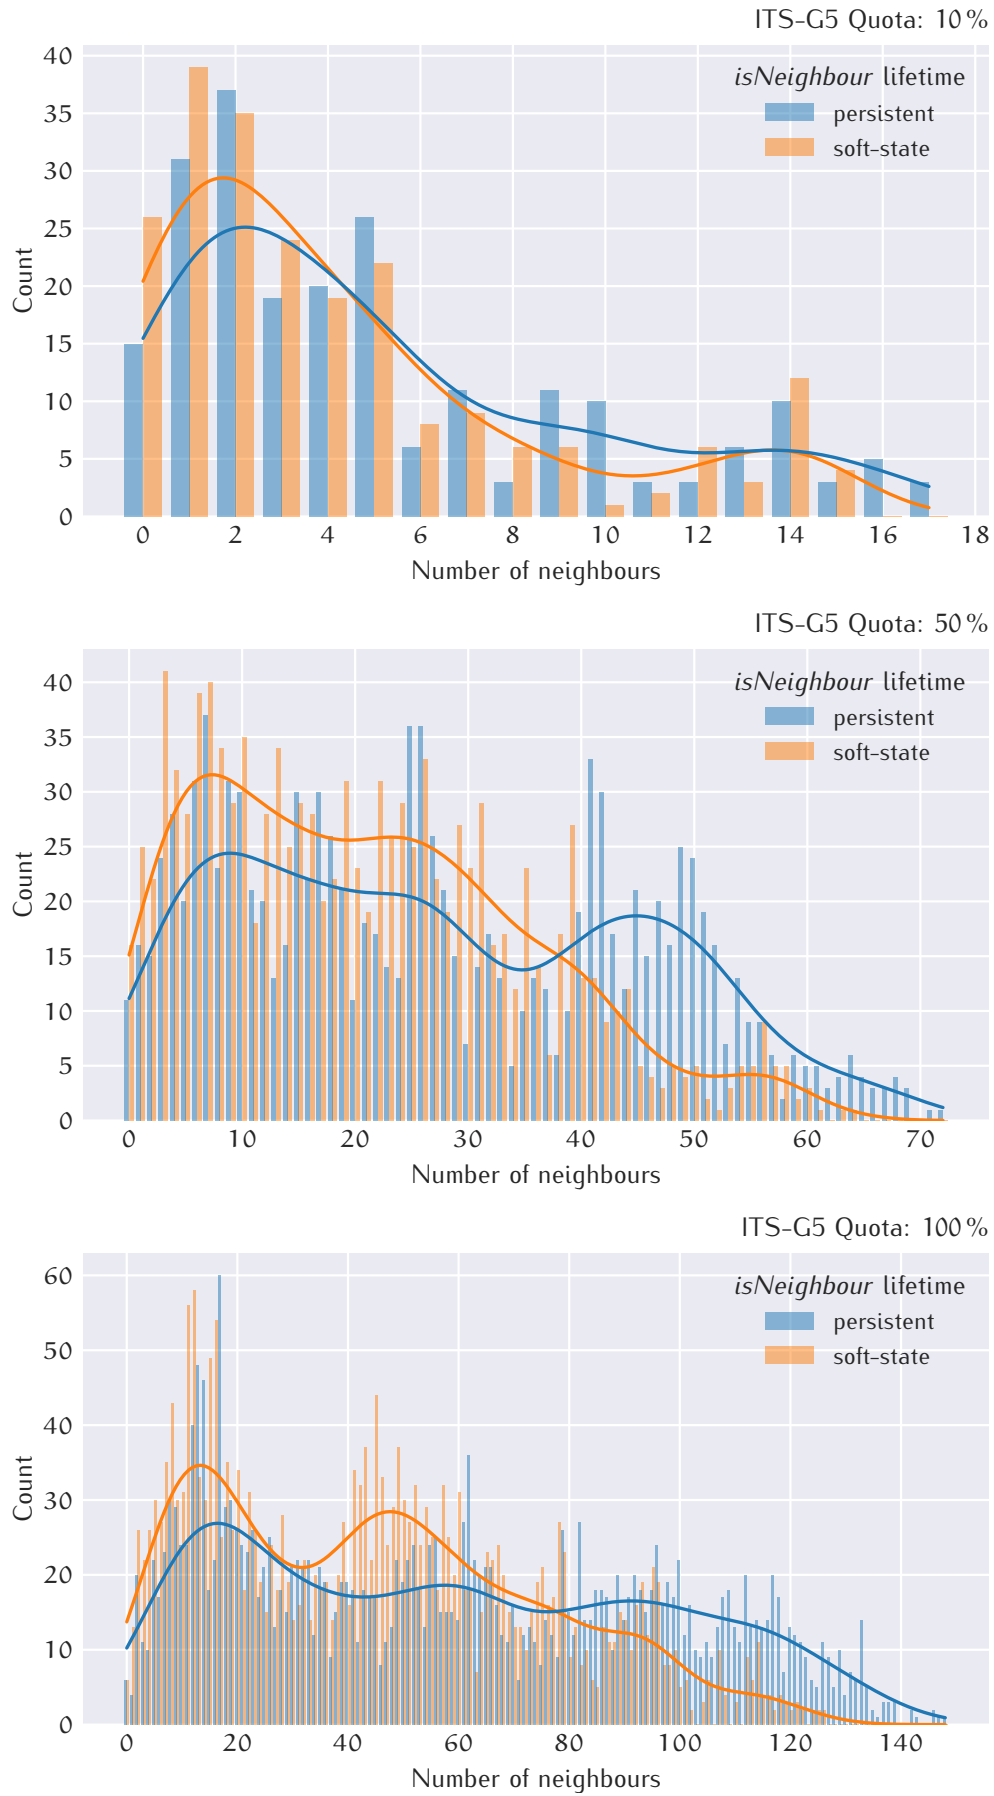 ITS-G5 Quota: 10 %
isNeighbour lifetime
persistent
soft-state
Count
40
35
30
25
20
15
10
5
0
0 2 4 6 8 10 12 14 16 18
Number of neighbours
ITS-G5 Quota: 50 %
isNeighbour lifetime
persistent
soft-state
Count
40
35
30
25
20
15
10
5
0
0 10 20 30 40 50 60 70
Number of neighbours
ITS-G5 Quota: 100 %
isNeighbour lifetime
persistent
soft-state
Count
60
50
40
30
20
10
0
0 20 40 60 80 100 120 140
Number of neighbours